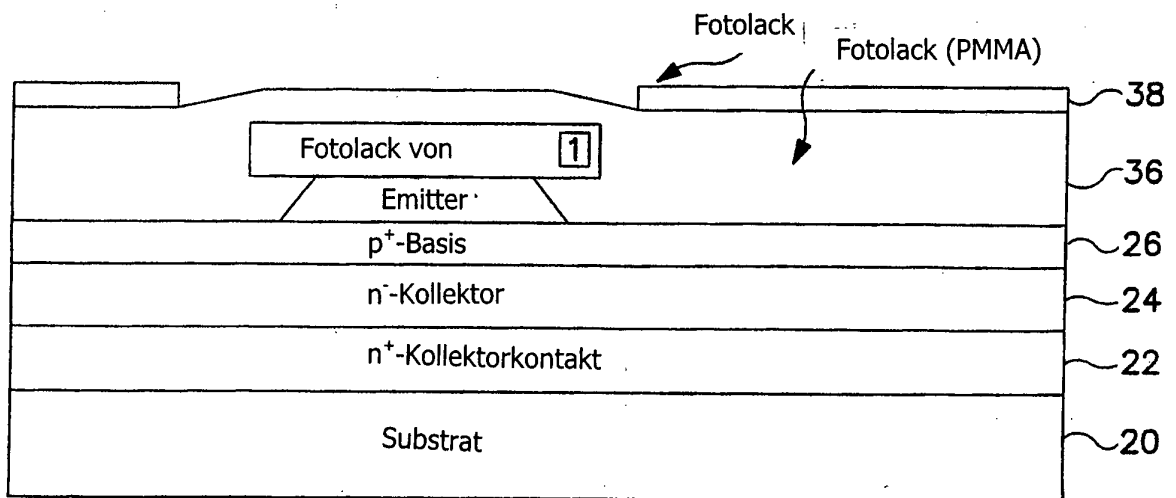 Fotolack
Fotolack (PMMA)
38
Fotolack von 1
36
Emitter
p⁺-Basis
26
n⁻-Kollektor
24
n⁺-Kollektorkontakt
22
Substrat
20